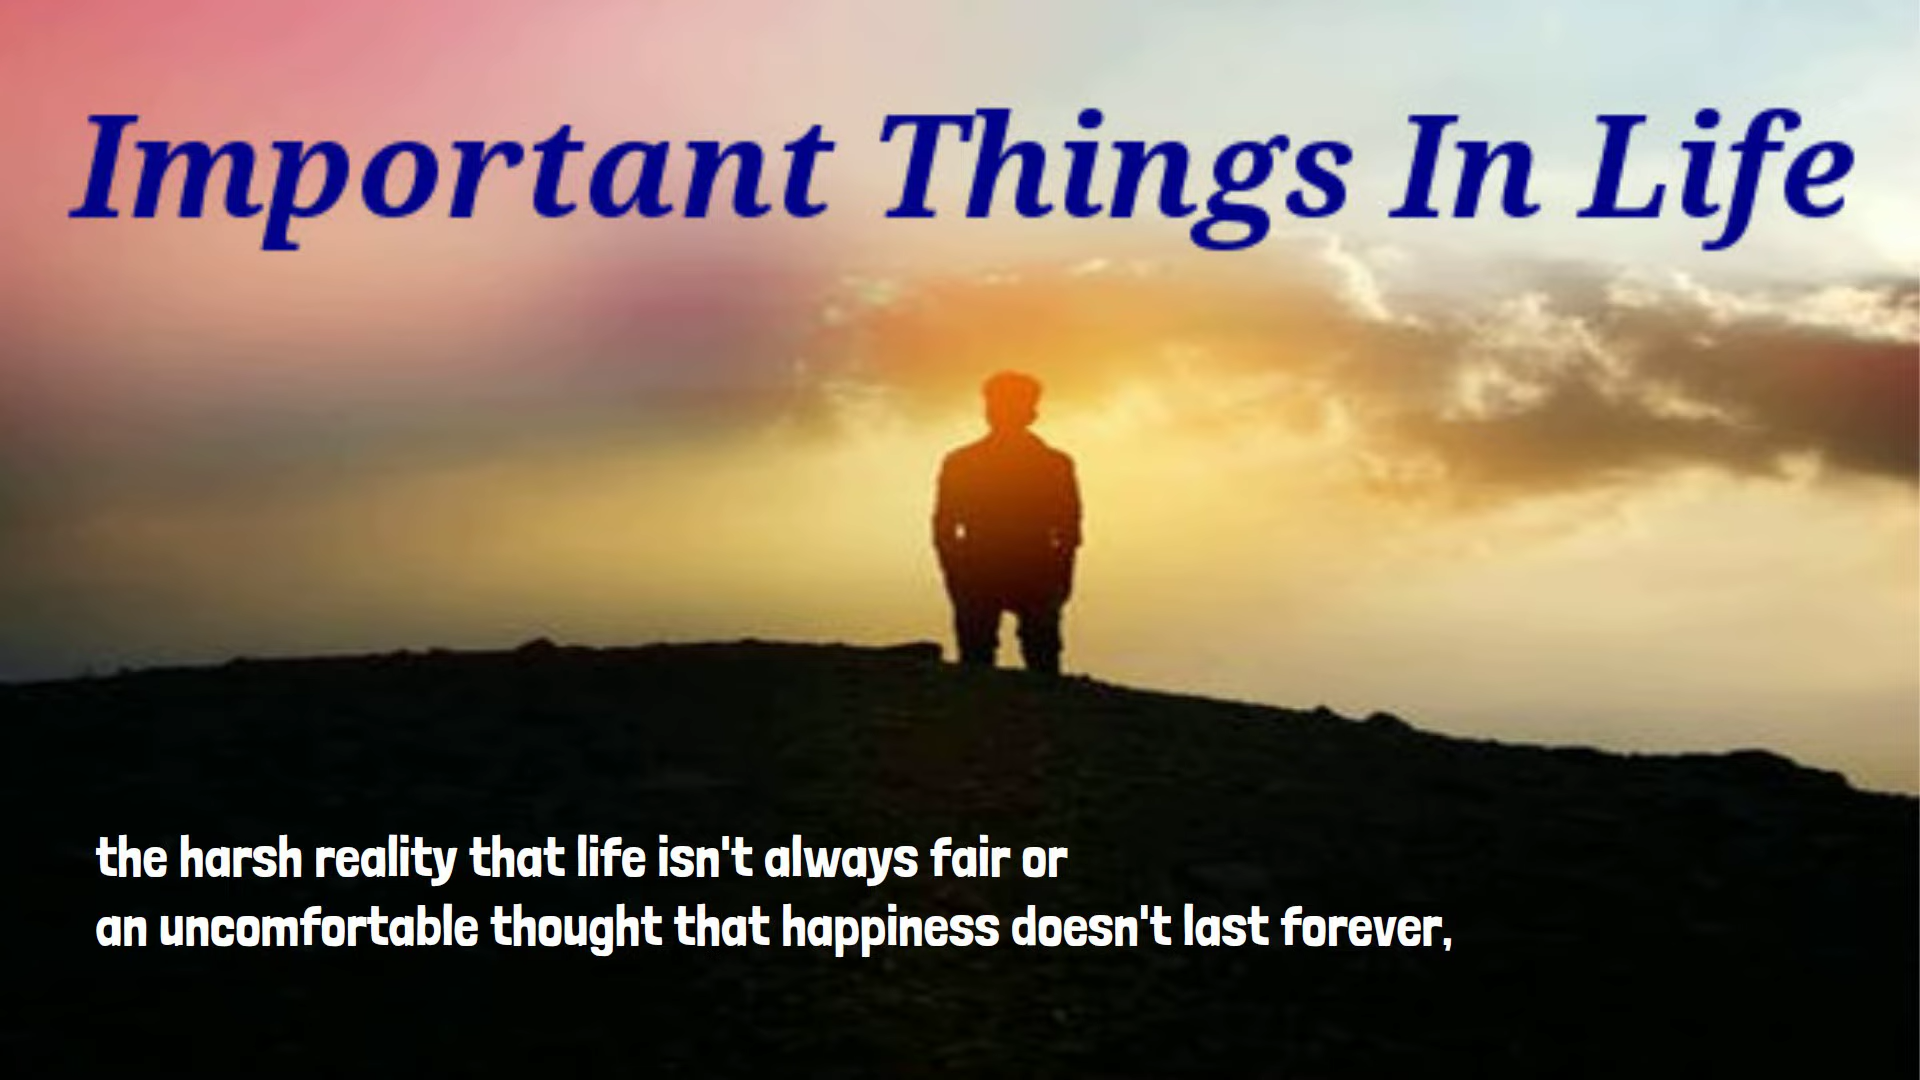 Important Things In Life
the harsh reality that life isn't always fair or
an uncomfortable thought that happiness doesn't last forever,